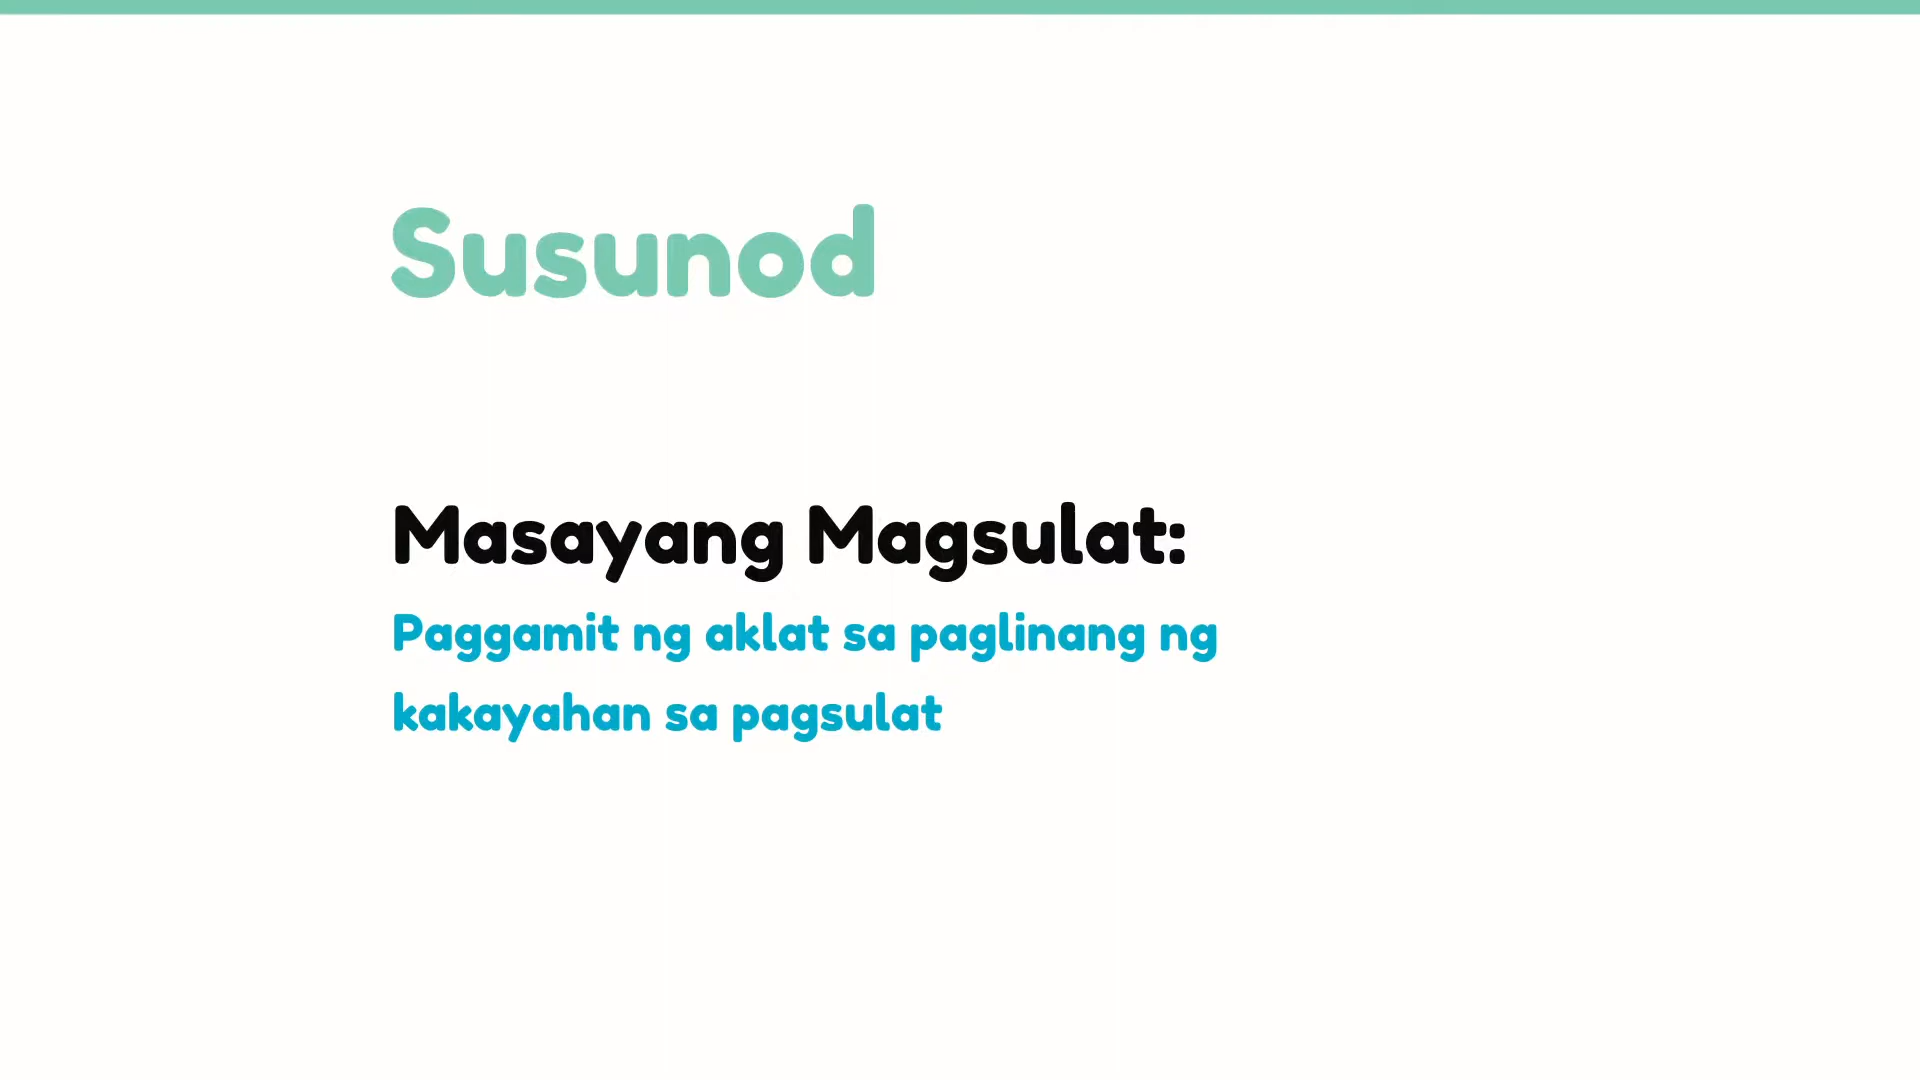 Susunod
Masayang Magsulat:
Paggamit ng aklat sa paglinang ng
kakayahan sa pagsulat